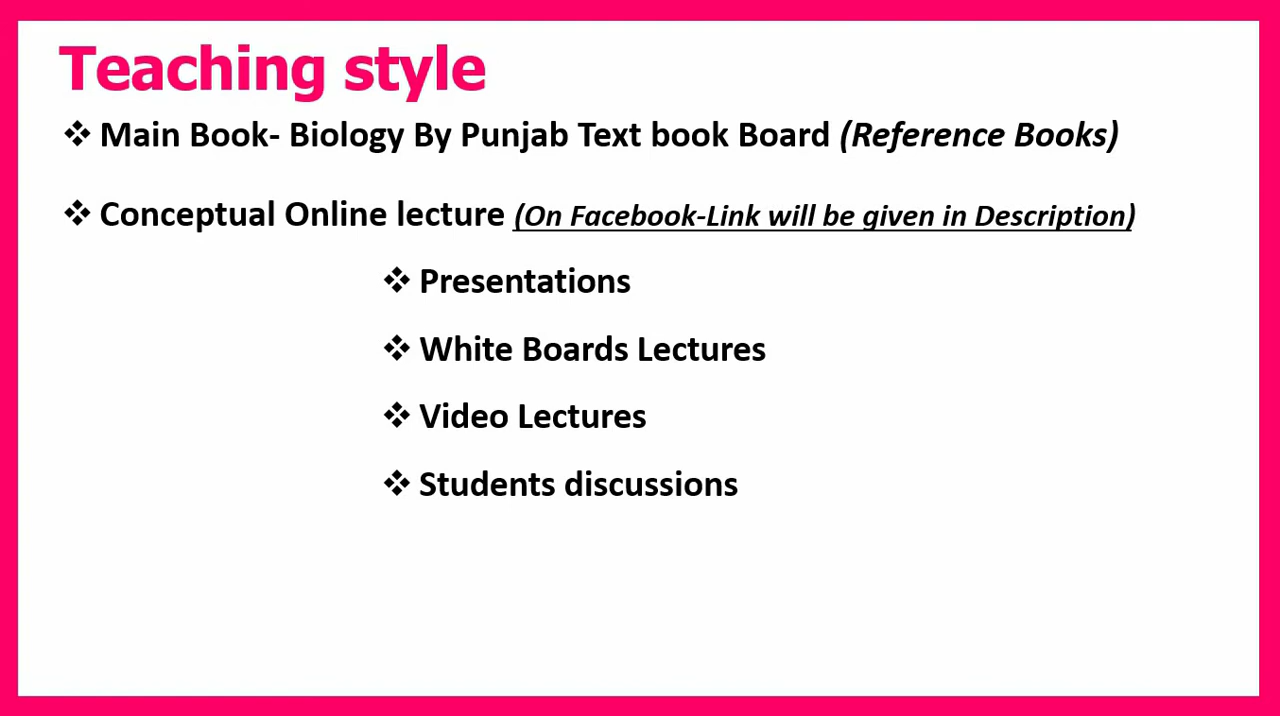 Teaching style
❖ Main Book- Biology By Punjab Text book Board (Reference Books)
❖ Conceptual Online lecture (On Facebook-Link will be given in Description)
❖ Presentations
❖ White Boards Lectures
❖ Video Lectures
❖ Students discussions